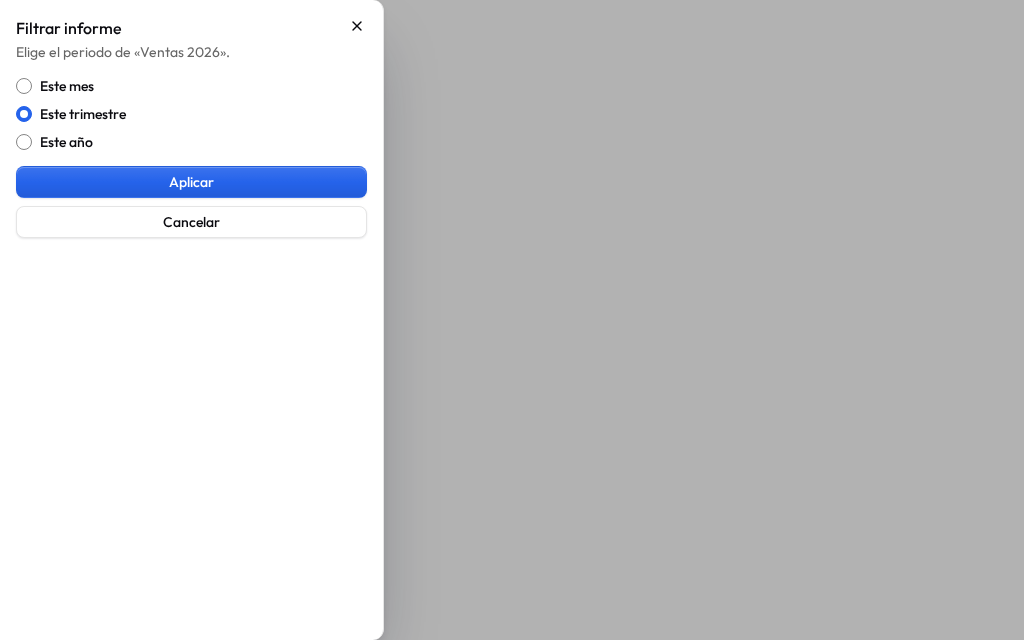 Filtrar informe
Elige el periodo de «Ventas 2026».
Este mes
Este trimestre
Este año
Aplicar
Cancelar